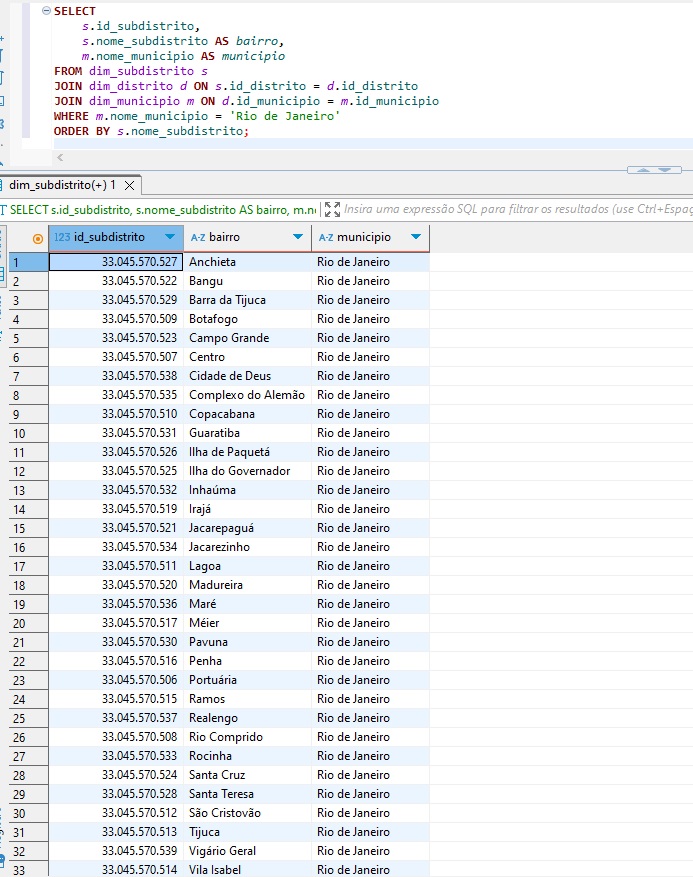 SELECT
s.id_subdistrito,
s.nome_subdistrito AS bairro,
m.nome_municipio AS municipio
FROM dim_subdistrito s
JOIN dim_distrito d ON s.id_distrito = d.id_distrito
JOIN dim_municipio m ON d.id_municipio = m.id_municipio
WHERE m.nome_municipio = 'Rio de Janeiro'
ORDER BY s.nome_subdistrito;
dim_subdistrito(+) 1
SELECT s.id_subdistrito, s.nome_subdistrito AS bairro, m.n Insira uma expressão SQL para filtrar os resultados (use Ctrl+Espaç
123 id_subdistrito A-Z bairro A-Z municipio
1 33.045.570.527 Anchieta Rio de Janeiro
2 33.045.570.522 Bangu Rio de Janeiro
3 33.045.570.529 Barra da Tijuca Rio de Janeiro
4 33.045.570.509 Botafogo Rio de Janeiro
5 33.045.570.523 Campo Grande Rio de Janeiro
6 33.045.570.507 Centro Rio de Janeiro
7 33.045.570.538 Cidade de Deus Rio de Janeiro
8 33.045.570.535 Complexo do Alemão Rio de Janeiro
9 33.045.570.510 Copacabana Rio de Janeiro
10 33.045.570.531 Guaratiba Rio de Janeiro
11 33.045.570.526 Ilha de Paquetá Rio de Janeiro
12 33.045.570.525 Ilha do Governador Rio de Janeiro
13 33.045.570.532 Inhaúma Rio de Janeiro
14 33.045.570.519 Irajá Rio de Janeiro
15 33.045.570.521 Jacarepaguá Rio de Janeiro
16 33.045.570.534 Jacarezinho Rio de Janeiro
17 33.045.570.511 Lagoa Rio de Janeiro
18 33.045.570.520 Madureira Rio de Janeiro
19 33.045.570.536 Maré Rio de Janeiro
20 33.045.570.517 Méier Rio de Janeiro
21 33.045.570.530 Pavuna Rio de Janeiro
22 33.045.570.516 Penha Rio de Janeiro
23 33.045.570.506 Portuária Rio de Janeiro
24 33.045.570.515 Ramos Rio de Janeiro
25 33.045.570.537 Realengo Rio de Janeiro
26 33.045.570.508 Rio Comprido Rio de Janeiro
27 33.045.570.533 Rocinha Rio de Janeiro
28 33.045.570.524 Santa Cruz Rio de Janeiro
29 33.045.570.528 Santa Teresa Rio de Janeiro
30 33.045.570.512 São Cristovão Rio de Janeiro
31 33.045.570.513 Tijuca Rio de Janeiro
32 33.045.570.539 Vigário Geral Rio de Janeiro
33 33.045.570.514 Vila Isabel Rio de Janeiro